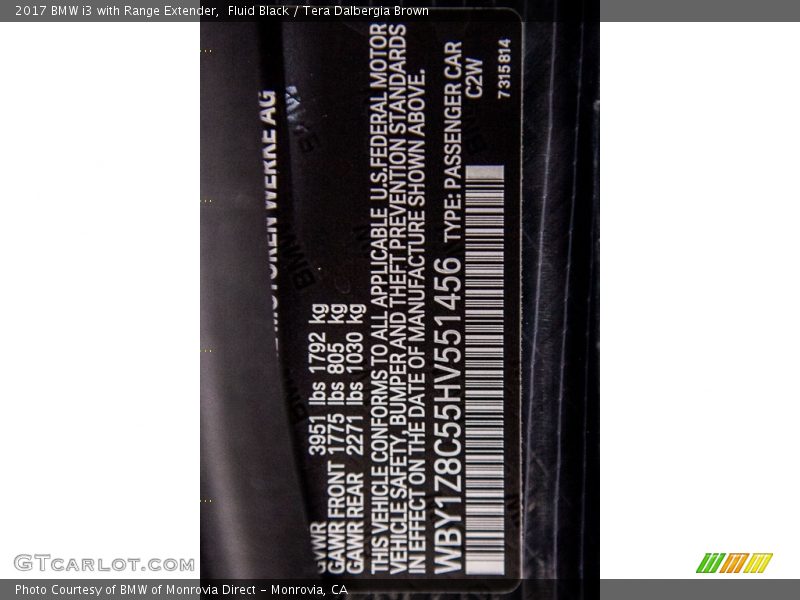 2017 BMW i3 with Range Extender,  Fluid Black / Tera Dalbergia Brown
MOTOREN WERKE AG
3951 lbs 1792 kg
GAWR FRONT 1775 lbs 805 kg
GAWR REAR 2271 lbs 1030 kg
THIS VEHICLE CONFORMS TO ALL APPLICABLE U.S.FEDERAL MOTOR
VEHICLE SAFETY, BUMPER AND THEFT PREVENTION STANDARDS
IN EFFECT ON THE DATE OF MANUFACTURE SHOWN ABOVE.
WBY1Z8C55HV551456 TYPE: PASSENGER CAR
C2W
7315814
GTCARLOT.COM
Photo Courtesy of BMW of Monrovia Direct - Monrovia, CA